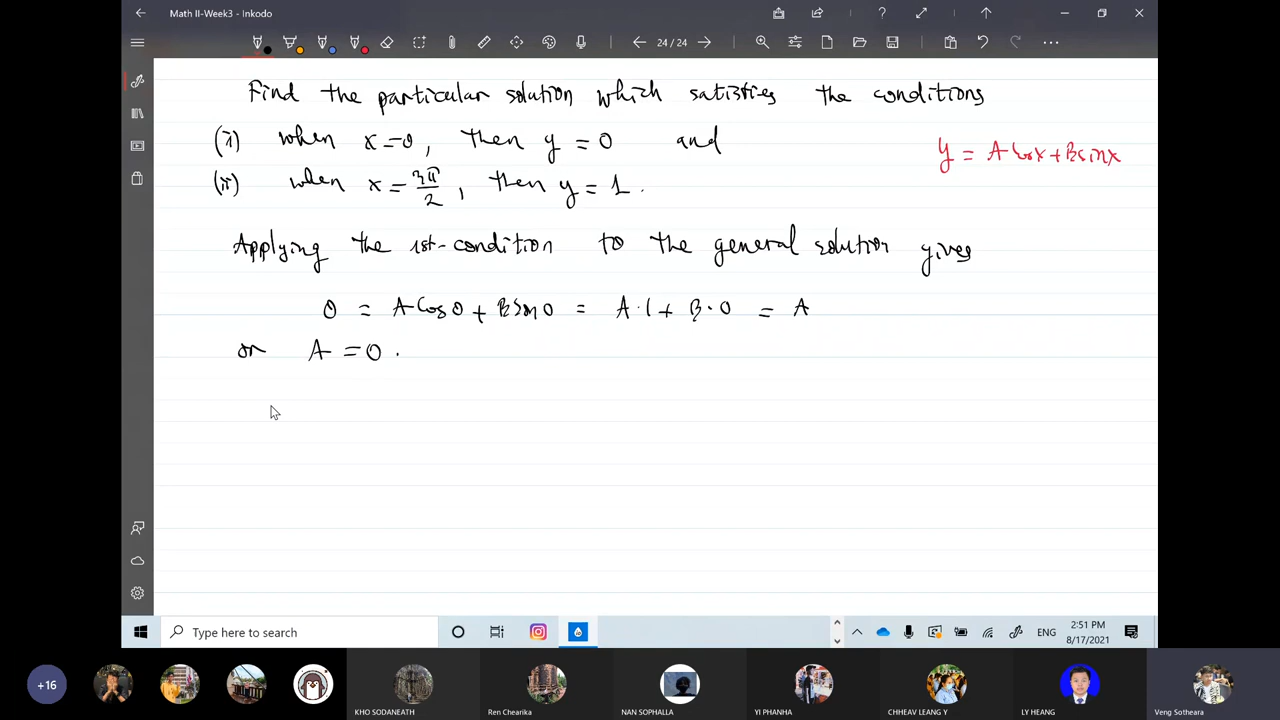 Math II-Week3 - Inkodo
24 / 24
Find the particular solution which satisfies the conditions
(i) when x=0, then y = 0 and
y = A cos x + B sin x
(ii) when x = 3π/2, then y = 1.
Applying the 1st-condition to the general solution gives
0 = A cos 0 + B sin 0 = A·1 + B·0 = A
or A = 0.
Type here to search
ENG
2:51 PM
8/17/2021
+16
KHO SODANEATH
Ren Chearika
NAN SOPHALLA
YI PHANHA
CHHEAV LEANG Y
LY HEANG
Veng Sotheara